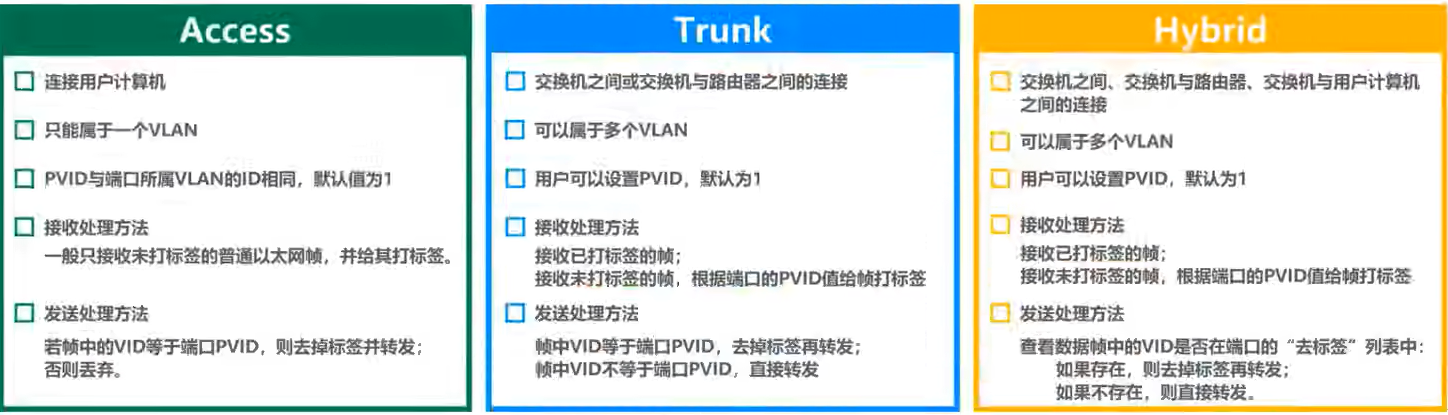 Access
连接用户计算机
只能属于一个VLAN
PVID与端口所属VLAN的ID相同，默认值为1
接收处理方法
一般只接收未打标签的普通以太网帧，并给其打标签。
发送处理方法
若帧中的VID等于端口PVID，则去掉标签并转发；
否则丢弃。
Trunk
交换机之间或交换机与路由器之间的连接
可以属于多个VLAN
用户可以设置PVID，默认为1
接收处理方法
接收已打标签的帧；
接收未打标签的帧，根据端口的PVID值给帧打标签
发送处理方法
帧中VID等于端口PVID，去掉标签再转发；
帧中VID不等于端口PVID，直接转发
Hybrid
交换机之间、交换机与路由器、交换机与用户计算机
之间的连接
可以属于多个VLAN
用户可以设置PVID，默认为1
接收处理方法
接收已打标签的帧；
接收未打标签的帧，根据端口的PVID值给帧打标签
发送处理方法
查看数据帧中的VID是否在端口的“去标签”列表中：
如果存在，则去掉标签再转发；
如果不存在，则直接转发。